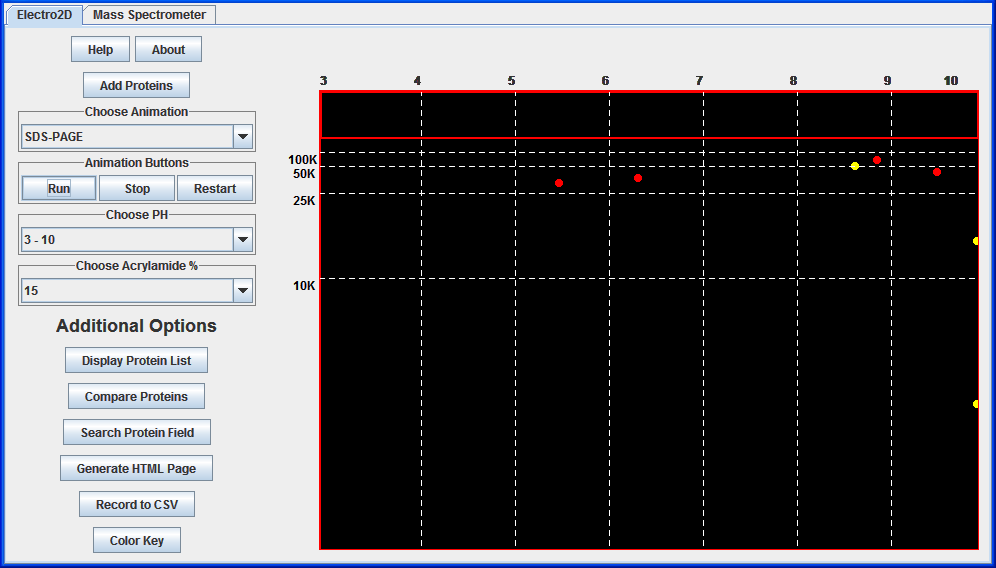 Electro2D Mass Spectrometer
Help About
Add Proteins
Choose Animation
SDS-PAGE
Animation Buttons
Run Stop Restart
Choose PH
3 - 10
Choose Acrylamide %
15
Additional Options
Display Protein List
Compare Proteins
Search Protein Field
Generate HTML Page
Record to CSV
Color Key
3 4 5 6 7 8 9 10
100K
50K
25K
10K